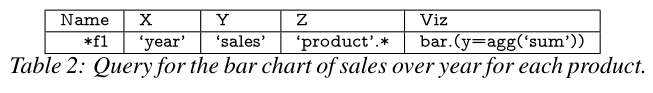 Name X Y Z Viz
*f1 ‘year’ ‘sales’ ‘product’.* bar.(y=agg(‘sum’))
Table 2: Query for the bar chart of sales over year for each product.